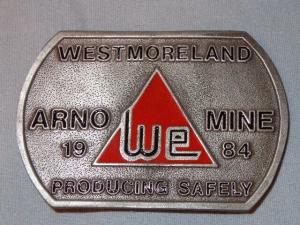 WESTMORELAND
ARNO MINE
We
19 84
PRODUCING SAFELY